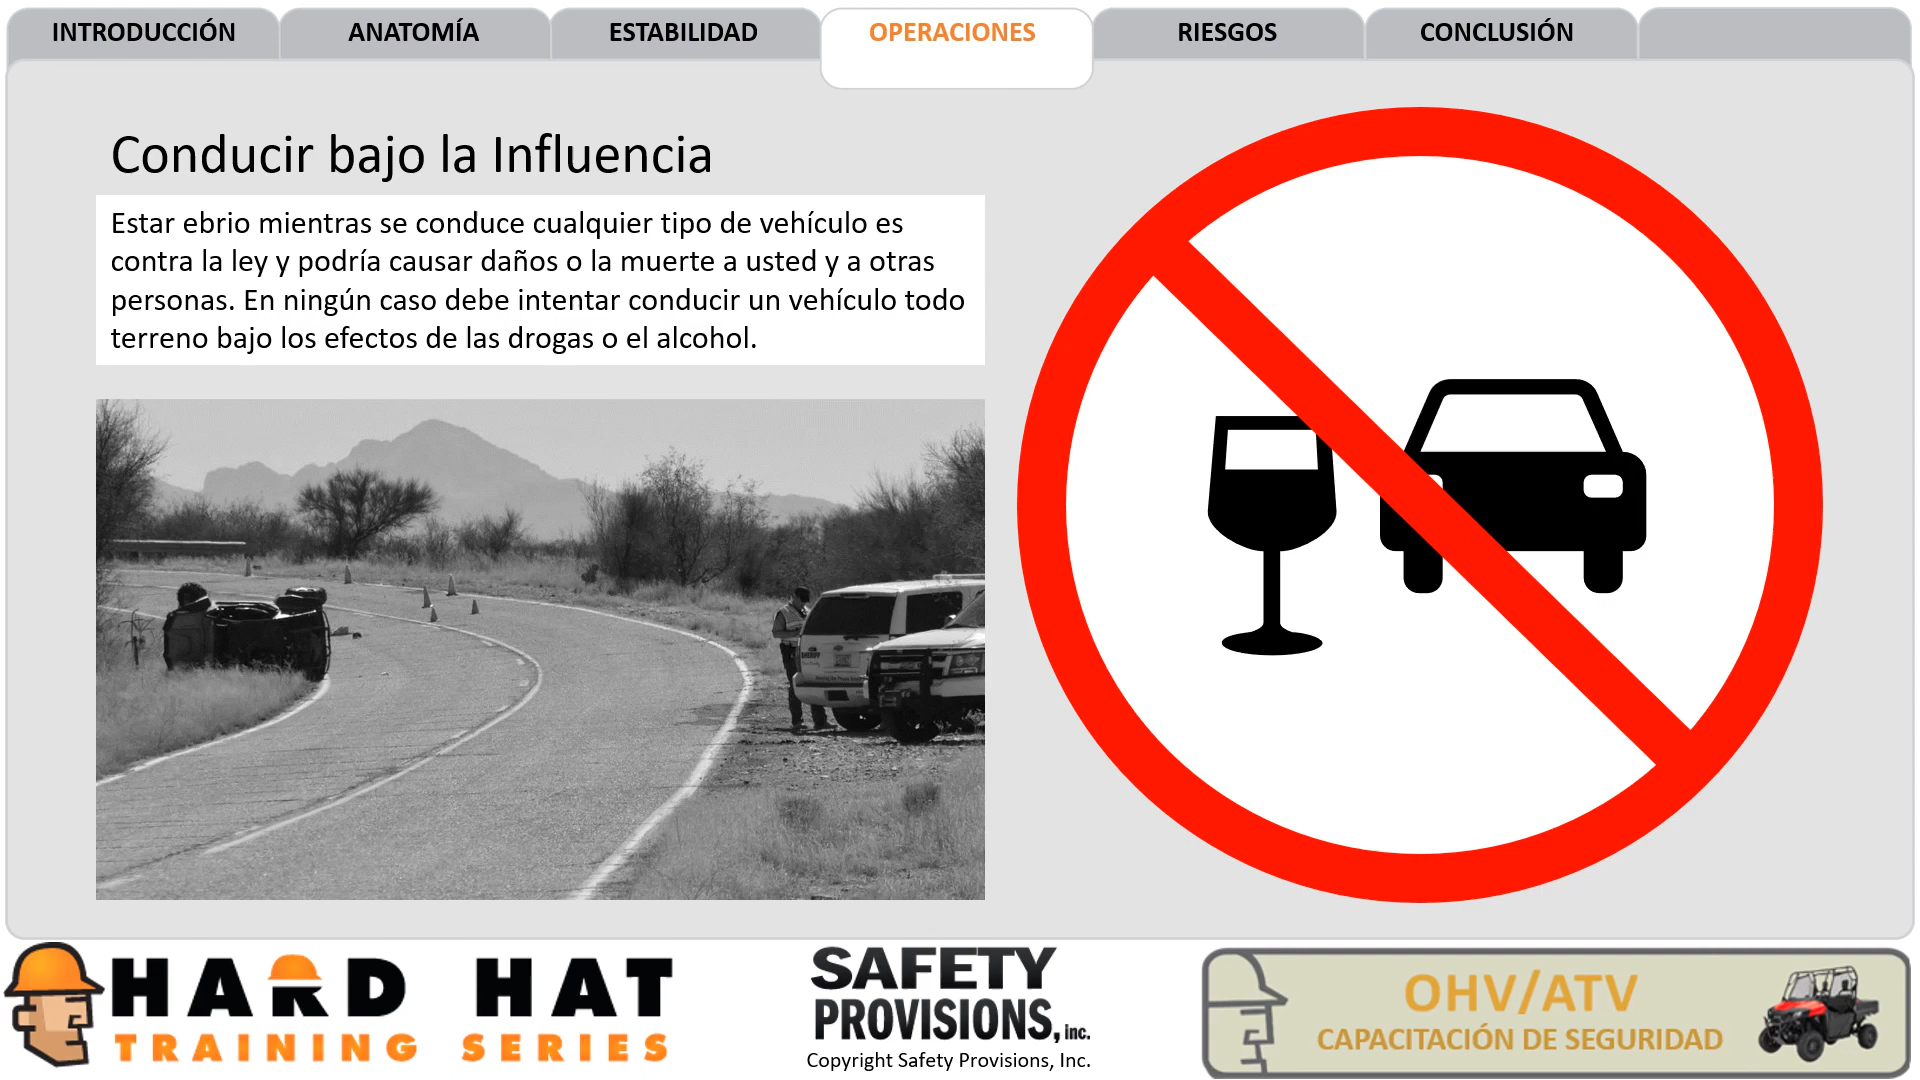 INTRODUCCIÓN
ANATOMÍA
ESTABILIDAD
OPERACIONES
RIESGOS
CONCLUSIÓN
Conducir bajo la Influencia
Estar ebrio mientras se conduce cualquier tipo de vehículo es
contra la ley y podría causar daños o la muerte a usted y a otras
personas. En ningún caso debe intentar conducir un vehículo todo
terreno bajo los efectos de las drogas o el alcohol.
SHERIFF
HARD HAT
TRAINING SERIES
SAFETY
PROVISIONS, inc.
Copyright Safety Provisions, Inc.
OHV/ATV
CAPACITACIÓN DE SEGURIDAD